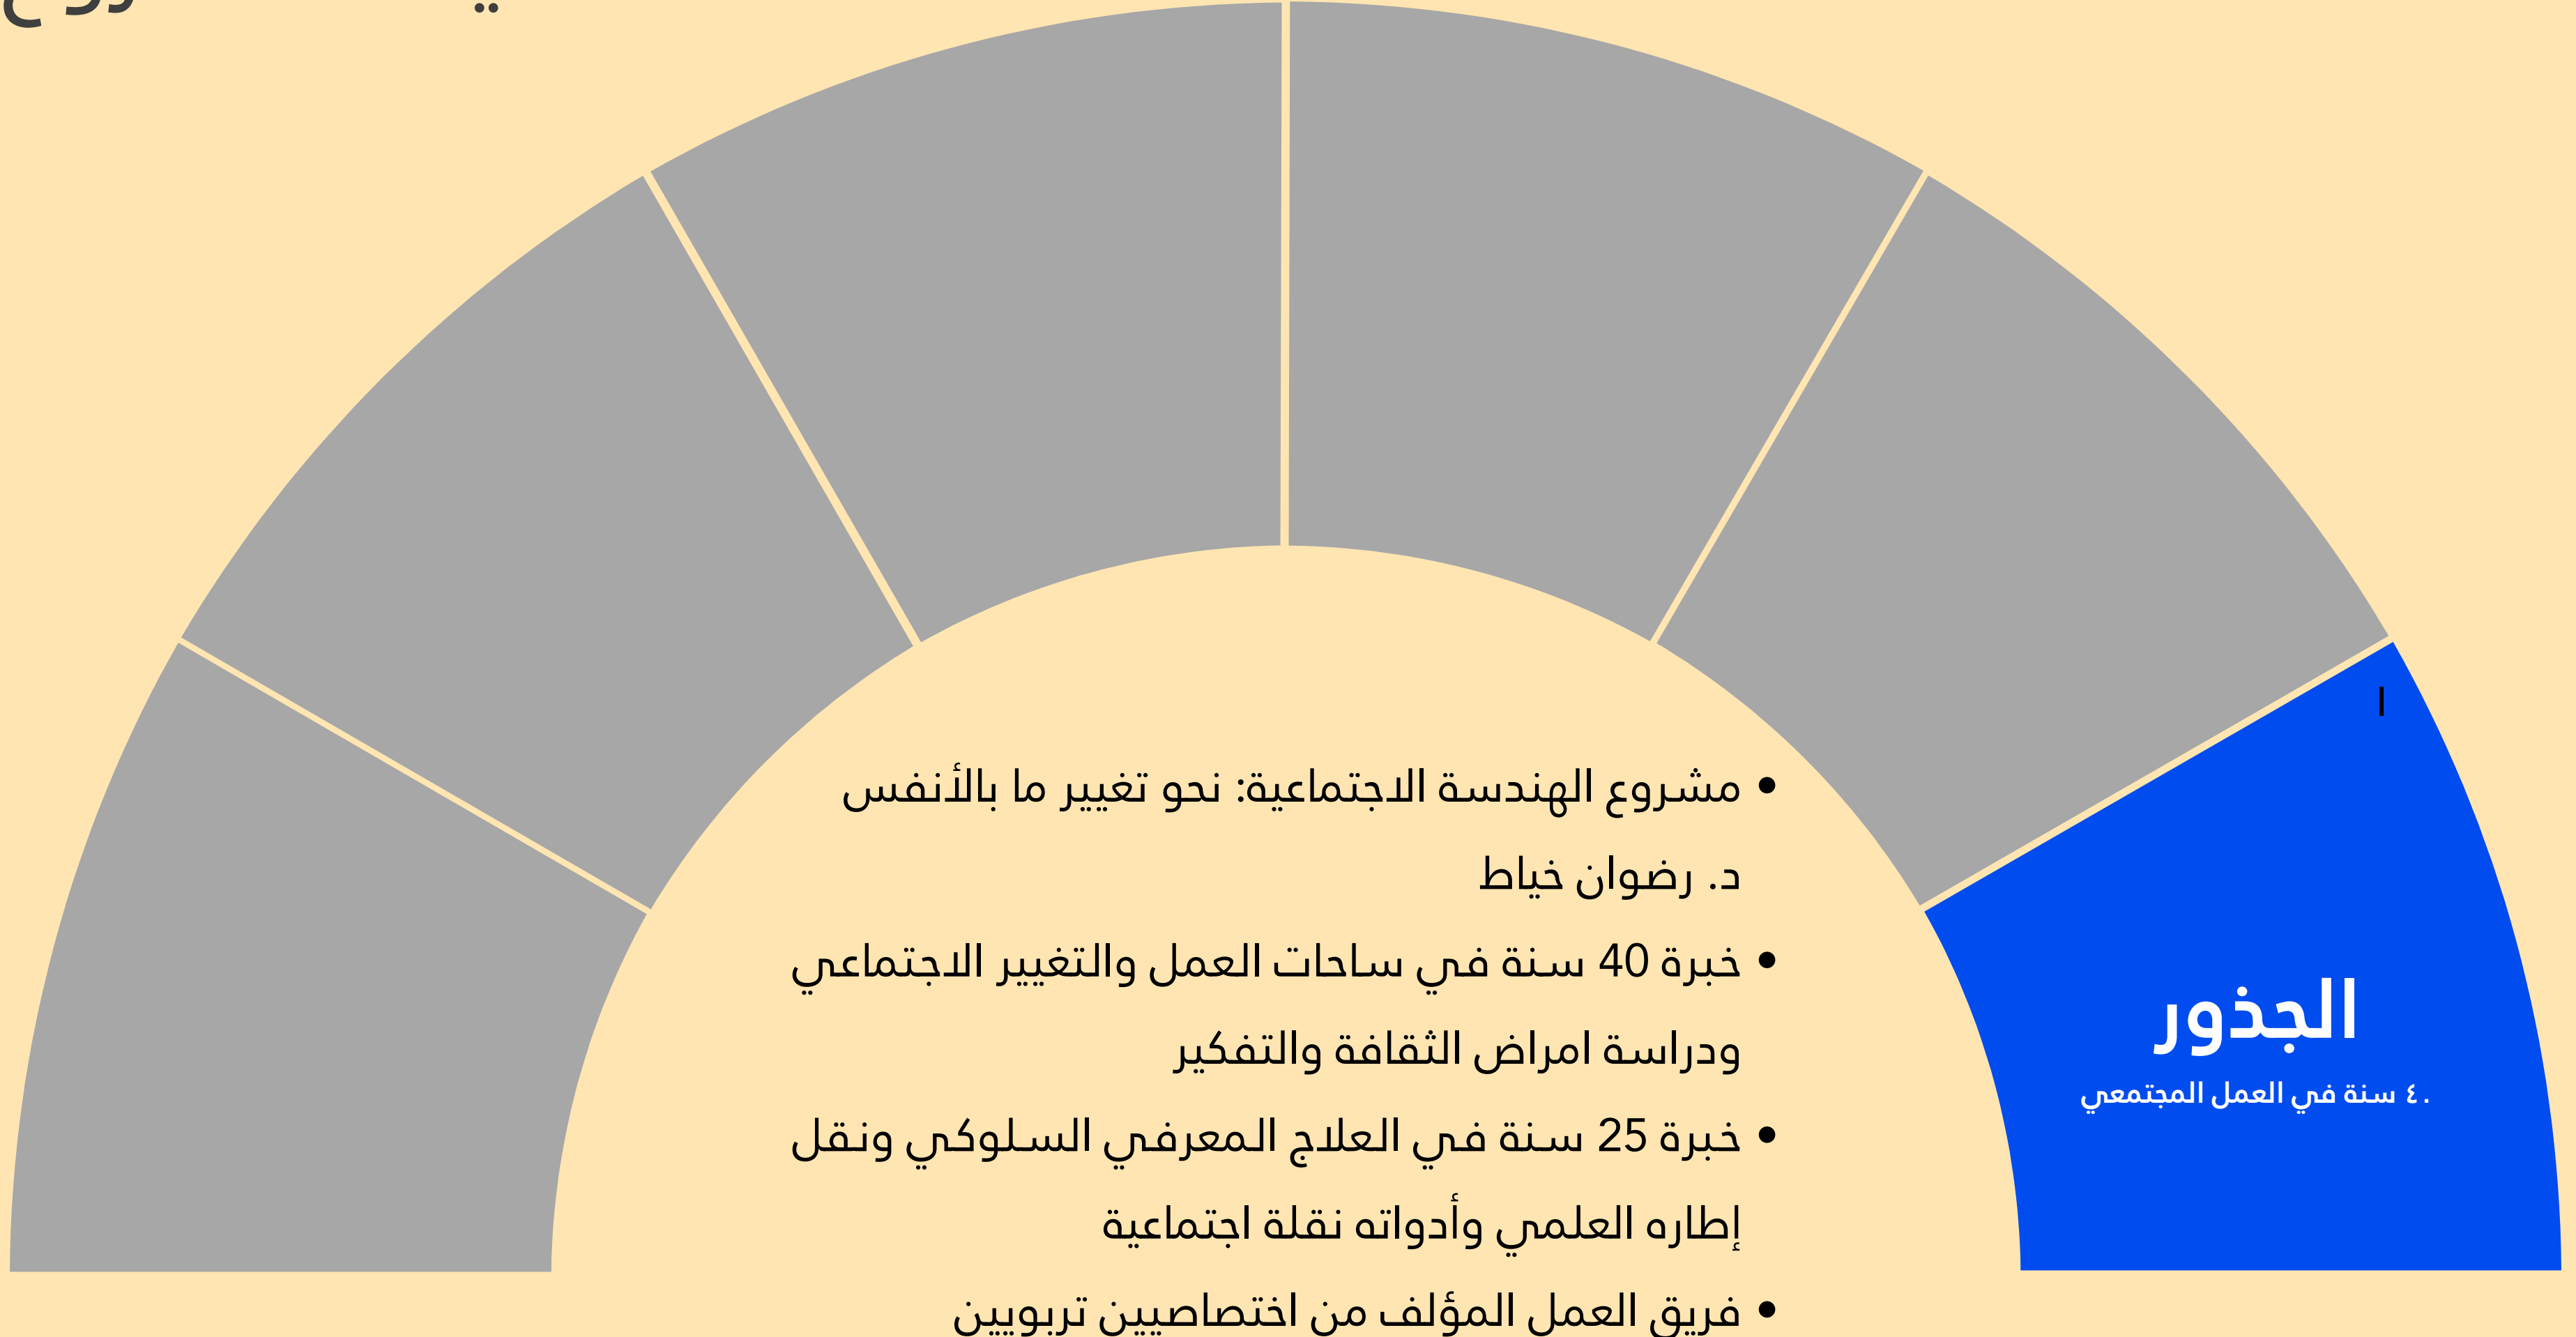 ا
الجذور
٤٠ سنة في العمل المجتمعي
• مشروع الهندسة الاجتماعية: نحو تغيير ما بالأنفس
د. رضوان خياط
• خبرة 40 سنة في ساحات العمل والتغيير الاجتماعي
ودراسة امراض الثقافة والتفكير
• خبرة 25 سنة في العلاج المعرفي السلوكي ونقل
إطاره العلمي وأدواته نقلة اجتماعية
• فريق العمل المؤلف من اختصاصيين تربويين